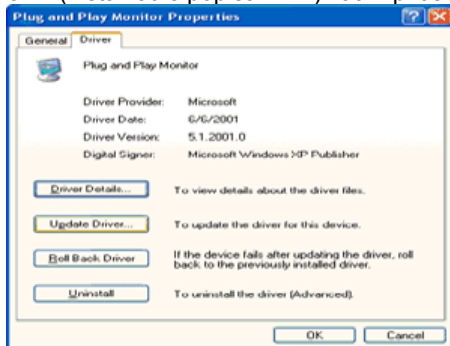 Plug and Play Monitor Properties
General Driver
Plug and Play Monitor
Driver Provider: Microsoft
Driver Date: 6/6/2001
Driver Version: 5.1.2001.0
Digital Signer: Microsoft Windows XP Publisher
Driver Details... To view details about the driver files.
Update Driver... To update the driver for this device.
Roll Back Driver If the device fails after updating the driver, roll
back to the previously installed driver.
Uninstall To uninstall the driver (Advanced).
OK Cancel